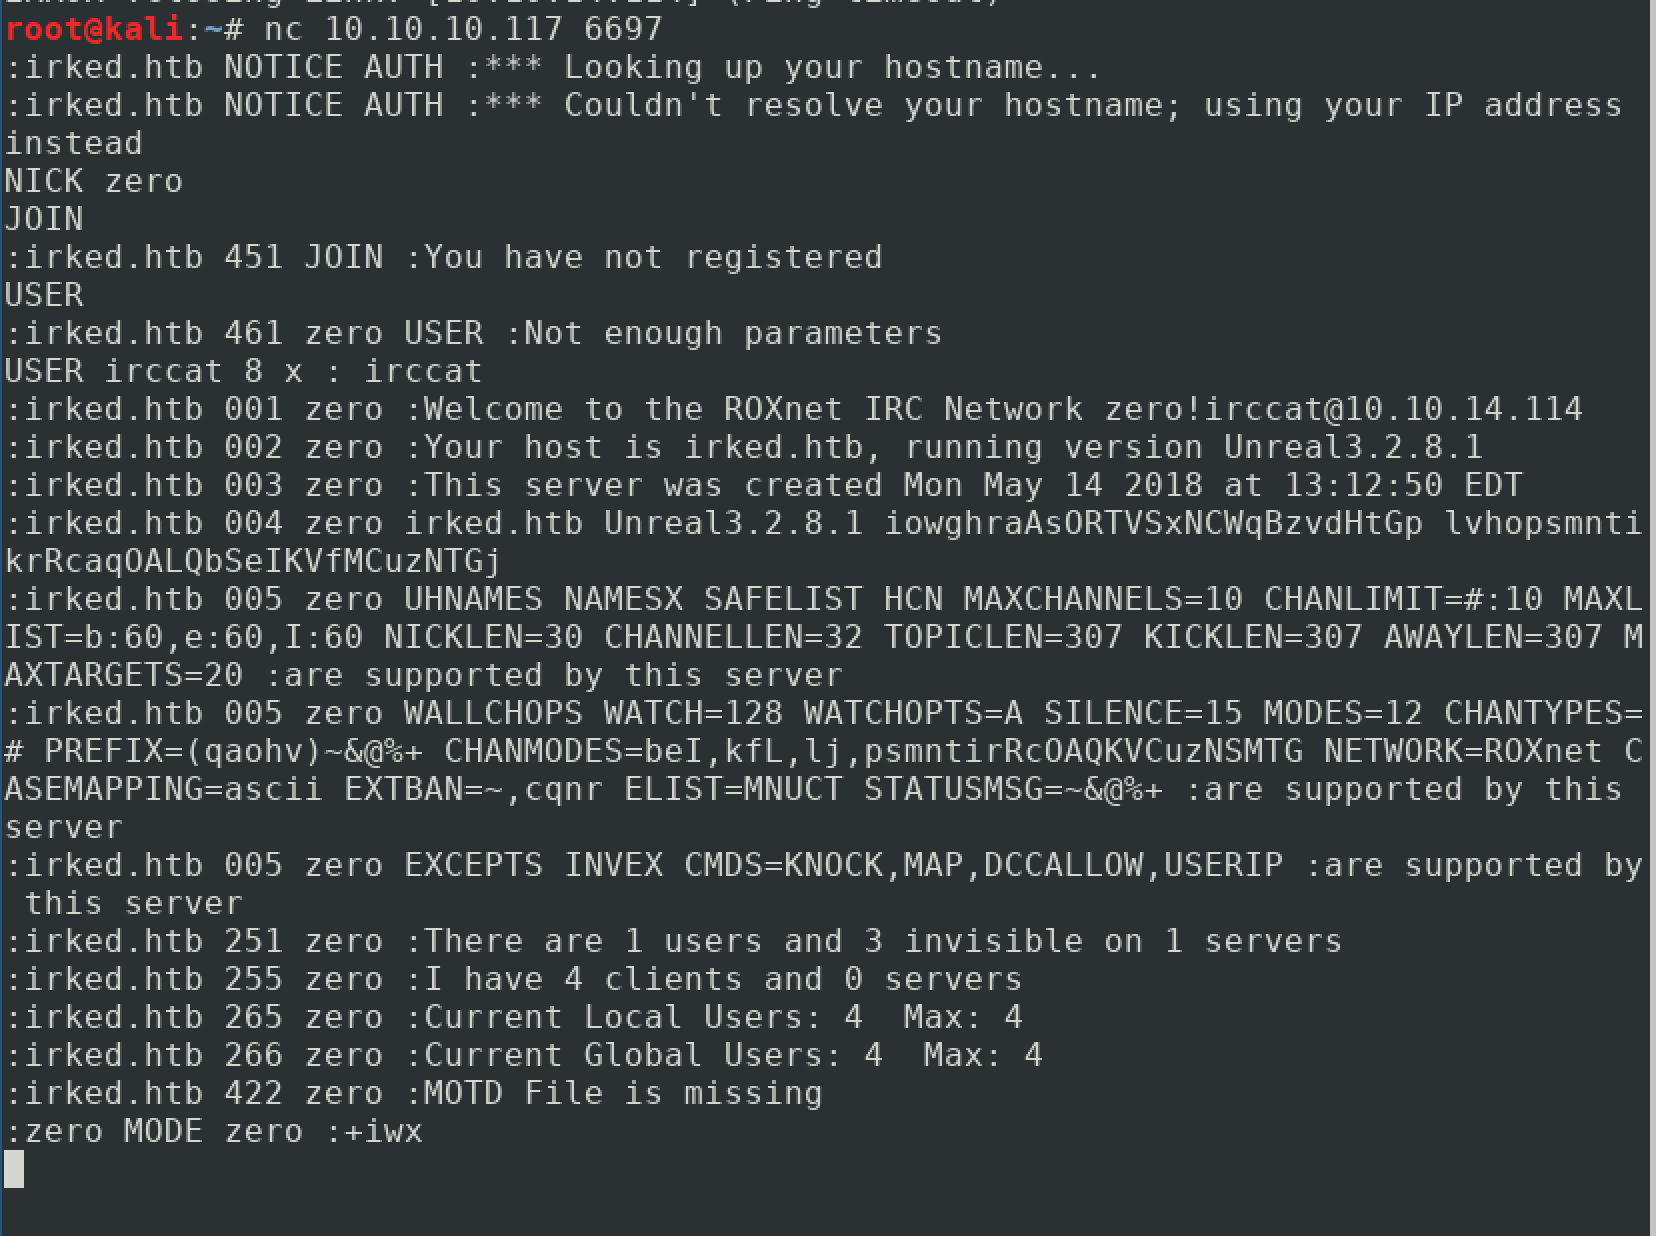 root@kali:~# nc 10.10.10.117 6697
:irked.htb NOTICE AUTH :*** Looking up your hostname...
:irked.htb NOTICE AUTH :*** Couldn't resolve your hostname; using your IP address
instead
NICK zero
JOIN
:irked.htb 451 JOIN :You have not registered
USER
:irked.htb 461 zero USER :Not enough parameters
USER irccat 8 x : irccat
:irked.htb 001 zero :Welcome to the ROXnet IRC Network zero!irccat@10.10.14.114
:irked.htb 002 zero :Your host is irked.htb, running version Unreal3.2.8.1
:irked.htb 003 zero :This server was created Mon May 14 2018 at 13:12:50 EDT
:irked.htb 004 zero irked.htb Unreal3.2.8.1 iowghraAsORTVSxNCWqBzvdHtGp lvhopsmnti
krRcaqOALQbSeIKVfMCuzNTGj
:irked.htb 005 zero UHNAMES NAMESX SAFELIST HCN MAXCHANNELS=10 CHANLIMIT=#:10 MAXL
IST=b:60,e:60,I:60 NICKLEN=30 CHANNELLEN=32 TOPICLEN=307 KICKLEN=307 AWAYLEN=307 M
AXTARGETS=20 :are supported by this server
:irked.htb 005 zero WALLCHOPS WATCH=128 WATCHOPTS=A SILENCE=15 MODES=12 CHANTYPES=
# PREFIX=(qaohv)~&@%+ CHANMODES=beI,kfL,lj,psmntirRcOAQKVCuzNSMTG NETWORK=ROXnet C
ASEMAPPING=ascii EXTBAN=~,cqnr ELIST=MNUCT STATUSMSG=~&@%+ :are supported by this
server
:irked.htb 005 zero EXCEPTS INVEX CMDS=KNOCK,MAP,DCCALLOW,USERIP :are supported by
 this server
:irked.htb 251 zero :There are 1 users and 3 invisible on 1 servers
:irked.htb 255 zero :I have 4 clients and 0 servers
:irked.htb 265 zero :Current Local Users: 4  Max: 4
:irked.htb 266 zero :Current Global Users: 4  Max: 4
:irked.htb 422 zero :MOTD File is missing
:zero MODE zero :+iwx